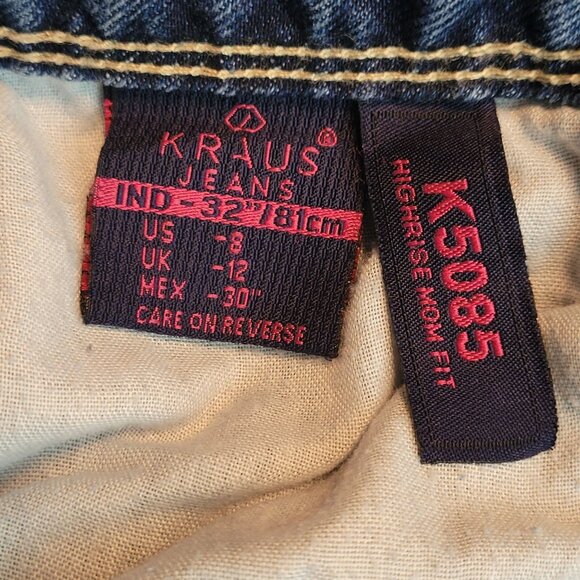 KRAUS®
JEANS
IND - 32"/81cm
US -8
UK -12
MEX -30"
CARE ON REVERSE
K5085
HIGHRISE MOM FIT